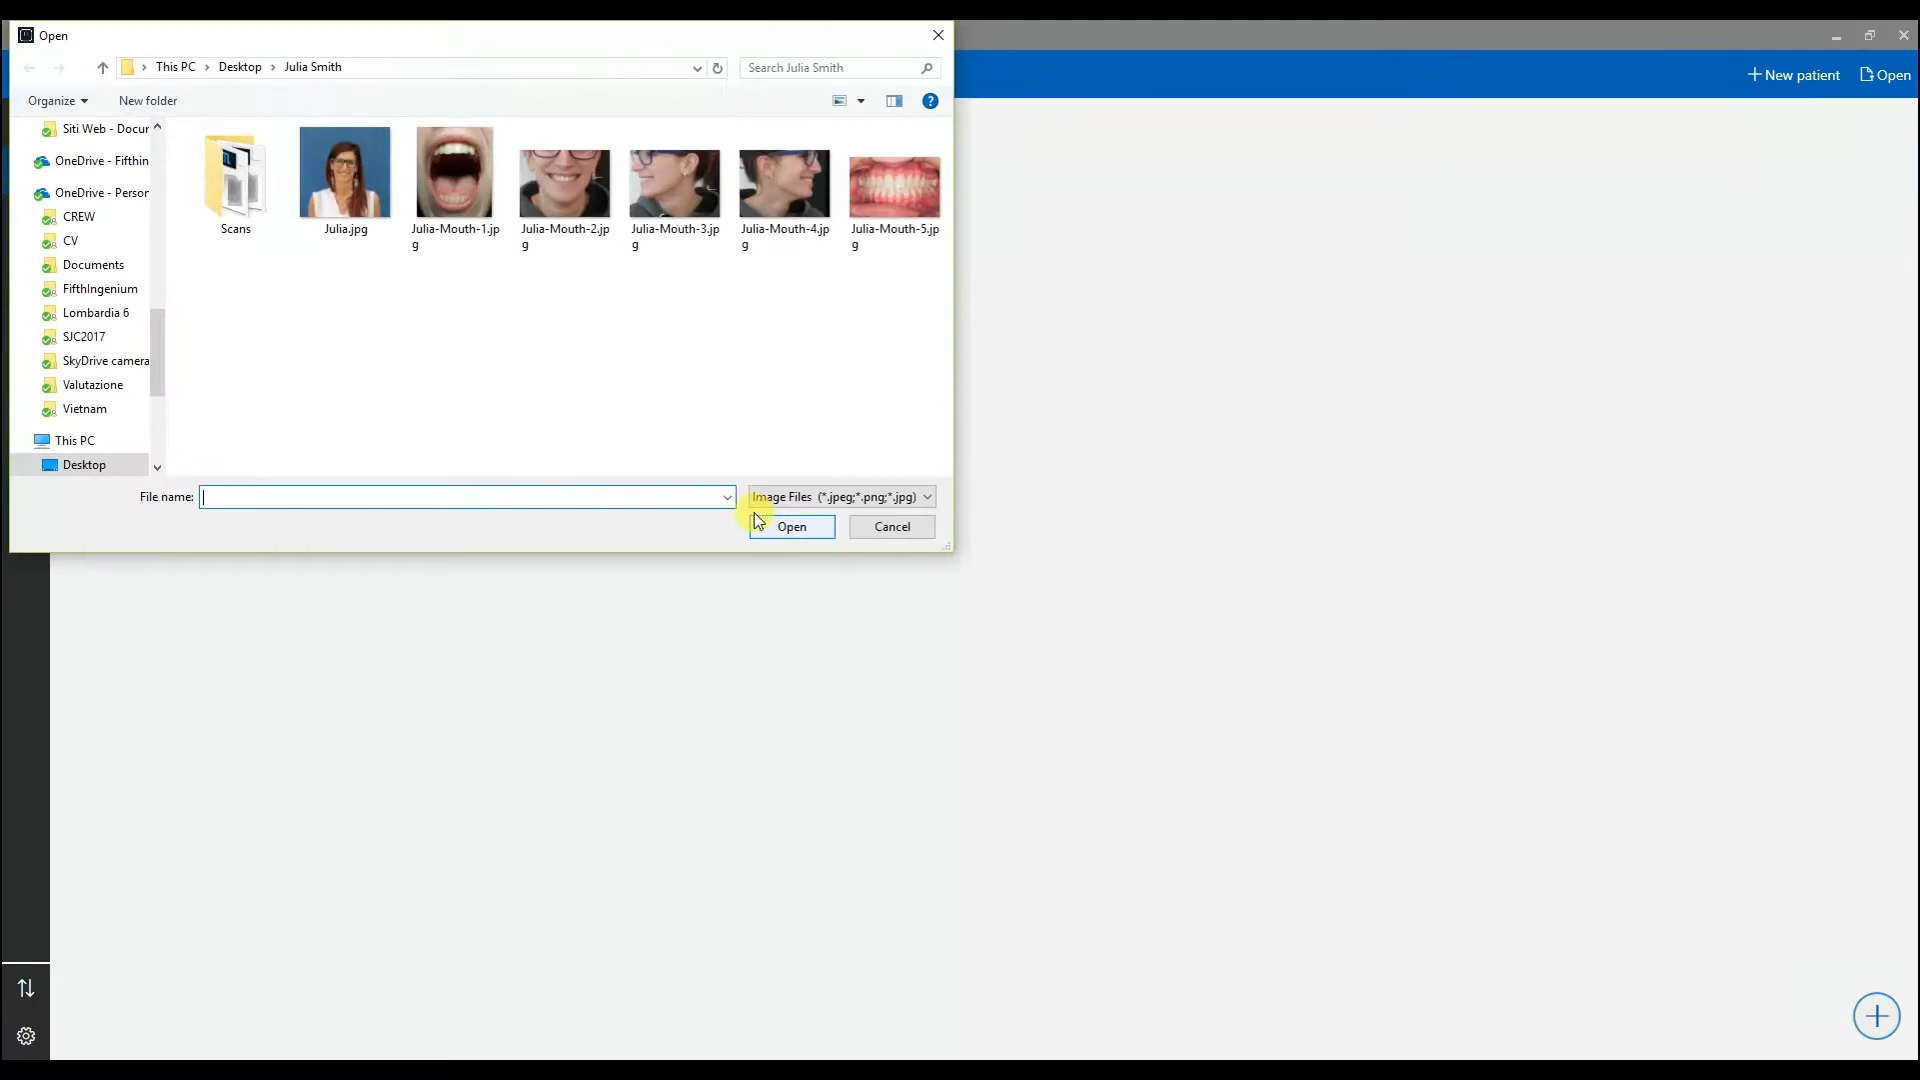 Open
New patient
Open
This PC
Desktop
Julia Smith
Search Julia Smith
Organize
New folder
Siti Web - Docur
OneDrive - Fifthin
OneDrive - Person
CREW
CV
Documents
FifthIngenium
Lombardia 6
SJC2017
SkyDrive camera
Valutazione
Vietnam
This PC
Desktop
Scans
Julia.jpg
Julia-Mouth-1.jp
g
Julia-Mouth-2.jp
g
Julia-Mouth-3.jp
g
Julia-Mouth-4.jp
g
Julia-Mouth-5.jp
g
File name:
Image Files (*.jpeg;*.png;*.jpg)
Open
Cancel